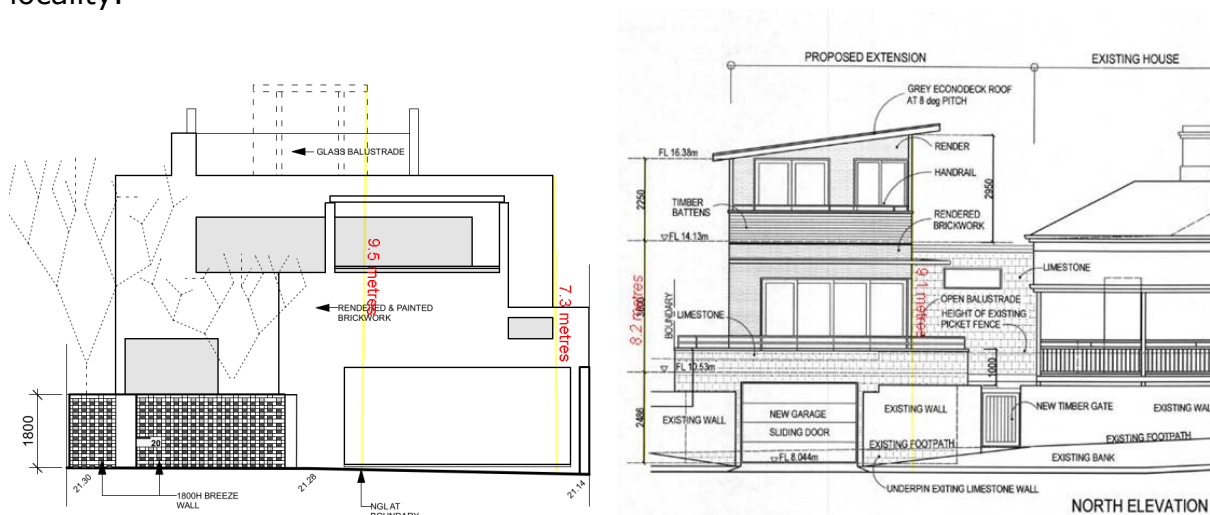 locality.
GLASS BALUSTRADE
9.5 metres
7.3 metres
RENDERED & PAINTED
BRICKWORK
1800
20
21.30
1800H BREEZE
WALL
21.28
NGL AT
BOUNDARY
21.14
PROPOSED EXTENSION
EXISTING HOUSE
GREY ECONODECK ROOF
AT 8 deg PITCH
FL 16.38m
RENDER
HANDRAIL
2250
2950
TIMBER
BATTENS
RENDERED
BRICKWORK
FL 14.13m
LIMESTONE
8.2 metres
BOUNDARY
9.1 metres
OPEN BALUSTRADE
HEIGHT OF EXISTING
PICKET FENCE
LIMESTONE
FL 10.53m
1000
2486
EXISTING WALL
NEW GARAGE
SLIDING DOOR
EXISTING WALL
NEW TIMBER GATE
EXISTING WAL
EXISTING FOOTPATH
EXISTING FOOTPATH
FL 8.044m
EXISTING BANK
UNDERPIN EXITING LIMESTONE WALL
NORTH ELEVATION